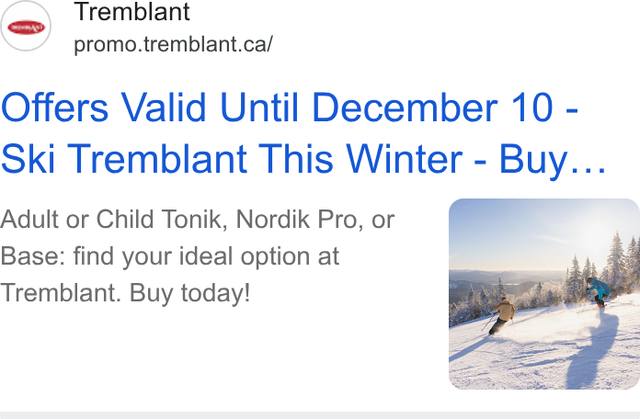 Tremblant
promo.tremblant.ca/
Offers Valid Until December 10 -
Ski Tremblant This Winter - Buy…
Adult or Child Tonik, Nordik Pro, or
Base: find your ideal option at
Tremblant. Buy today!